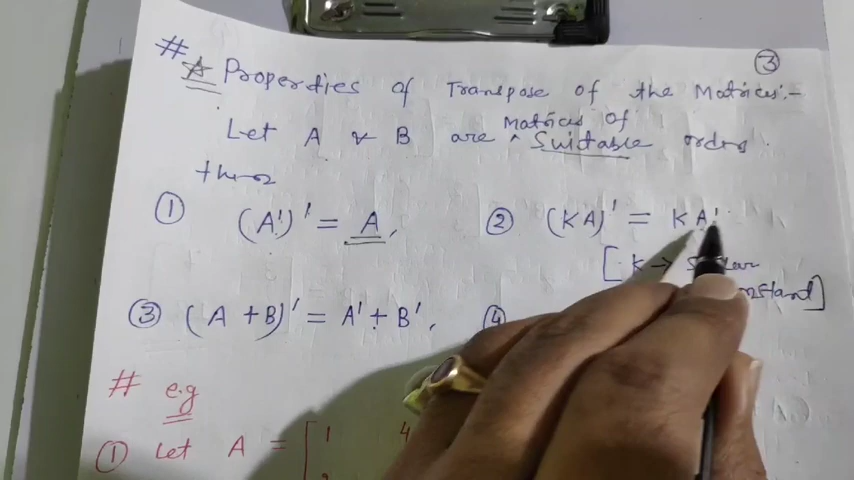 ③
# ☆ Properties of Transpose of the Matrices:-
Let A & B are ^ Matrices of Suitable orders
then
① (A')' = A, ② (KA)' = KA'
[K →
③ (A + B)' = A' + B', ④
# e.g
① Let A = [1 4